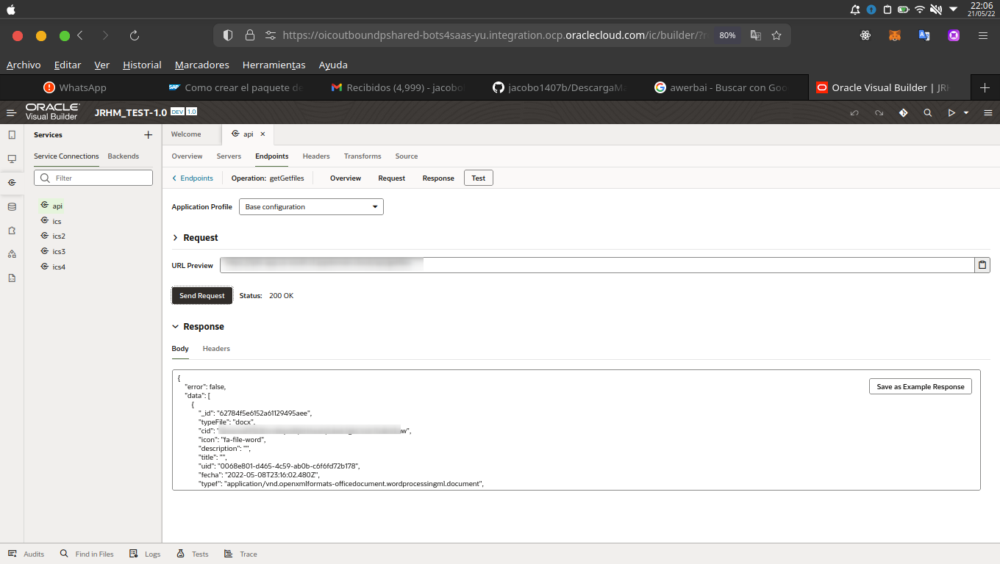 22:06
21/05/22
https://oicoutboundpshared-bots4saas-yu.integration.ocp.oraclecloud.com/ic/builder/?
80%
Archivo Editar Ver Historial Marcadores Herramientas Ayuda
WhatsApp
SAP Como crear el paquete de
Recibidos (4,999) - jacobo
jacobo1407b/DescargaMa
awerbai - Buscar con Goo
Oracle Visual Builder | JRH
ORACLE
Visual Builder
JRHM_TEST-1.0 DEV 1.0
Services
Service Connections Backends
Filter
api
ics
ics2
ics3
ics4
Welcome api
Overview Servers Endpoints Headers Transforms Source
Endpoints Operation: getGetfiles Overview Request Response Test
Application Profile Base configuration
Request
URL Preview
Send Request Status: 200 OK
Response
Body Headers
Save as Example Response
{
"error": false,
"data": [
{
"_id": "62784f5e6152a61129495aee",
"typeFile": "docx",
"cid": " w",
"icon": "fa-file-word",
"description": "",
"title": "",
"uid": "0068e801-d465-4c59-ab0b-c6f6fd72b178",
"fecha": "2022-05-08T23:16:02.480Z",
"typef": "application/vnd.openxmlformats-officedocument.wordprocessingml.document",
Audits Find in Files Logs Tests Trace